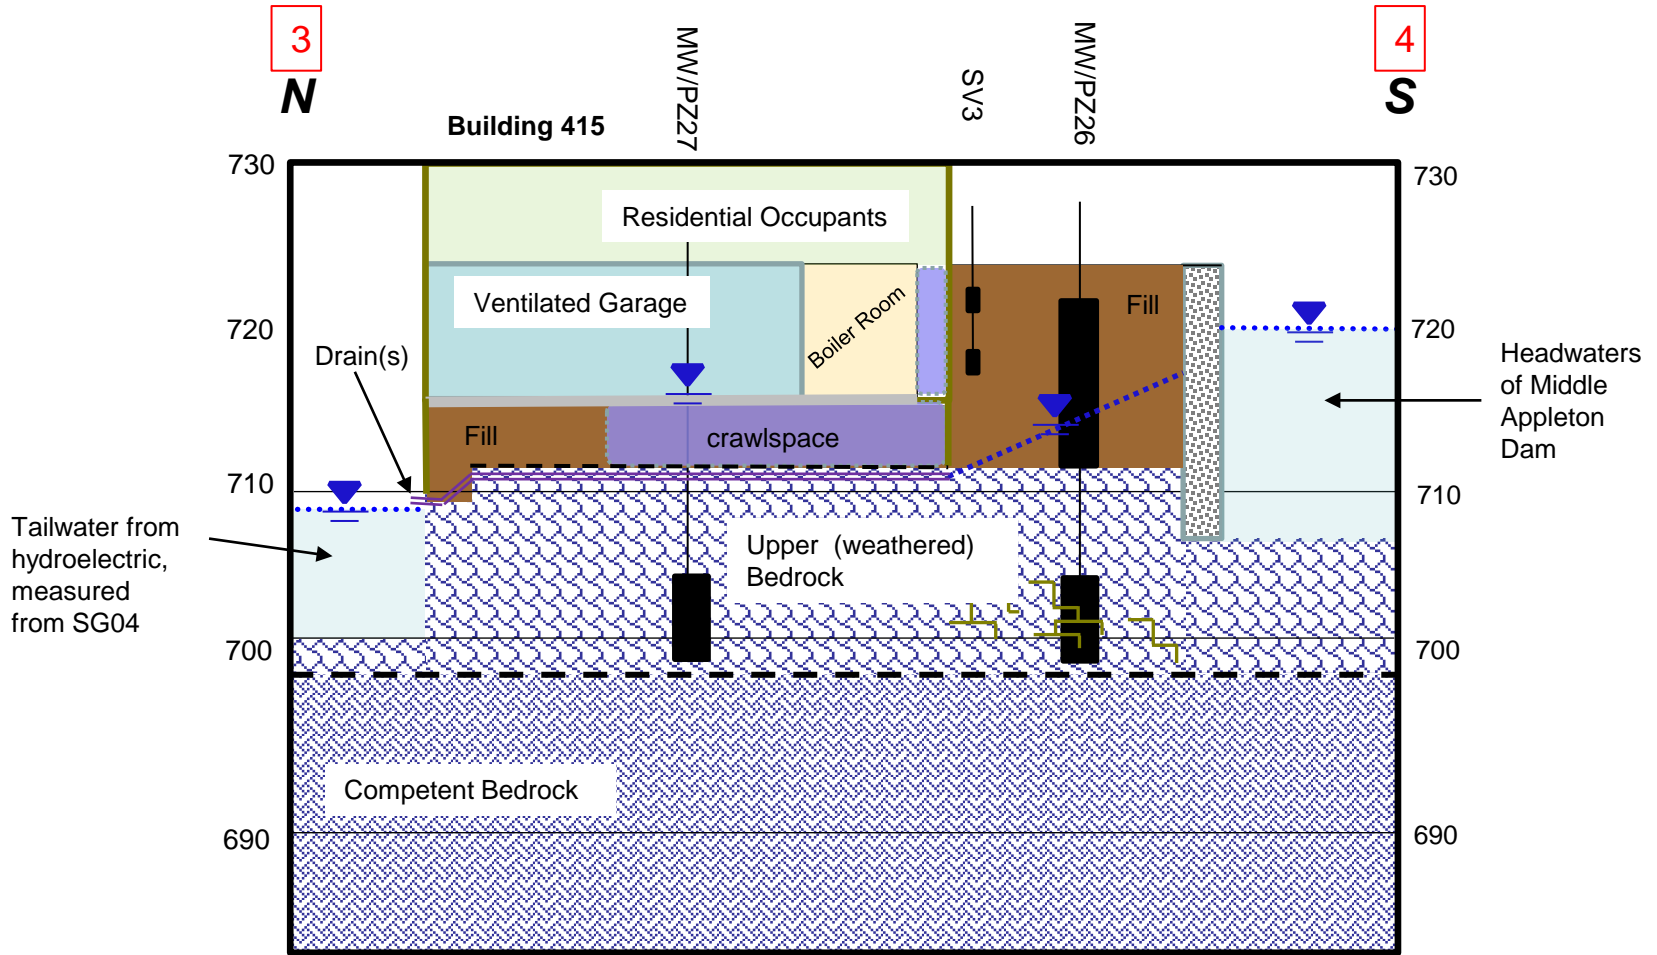 3
N
Building 415
MW/PZ27
SV3
MW/PZ26
4
S
730
730
Residential Occupants
Ventilated Garage
Boiler Room
Fill
720
720
Drain(s)
Headwaters
of Middle
Appleton
Dam
Fill
crawlspace
710
710
Tailwater from
hydroelectric,
measured
from SG04
Upper (weathered)
Bedrock
700
700
Competent Bedrock
690
690